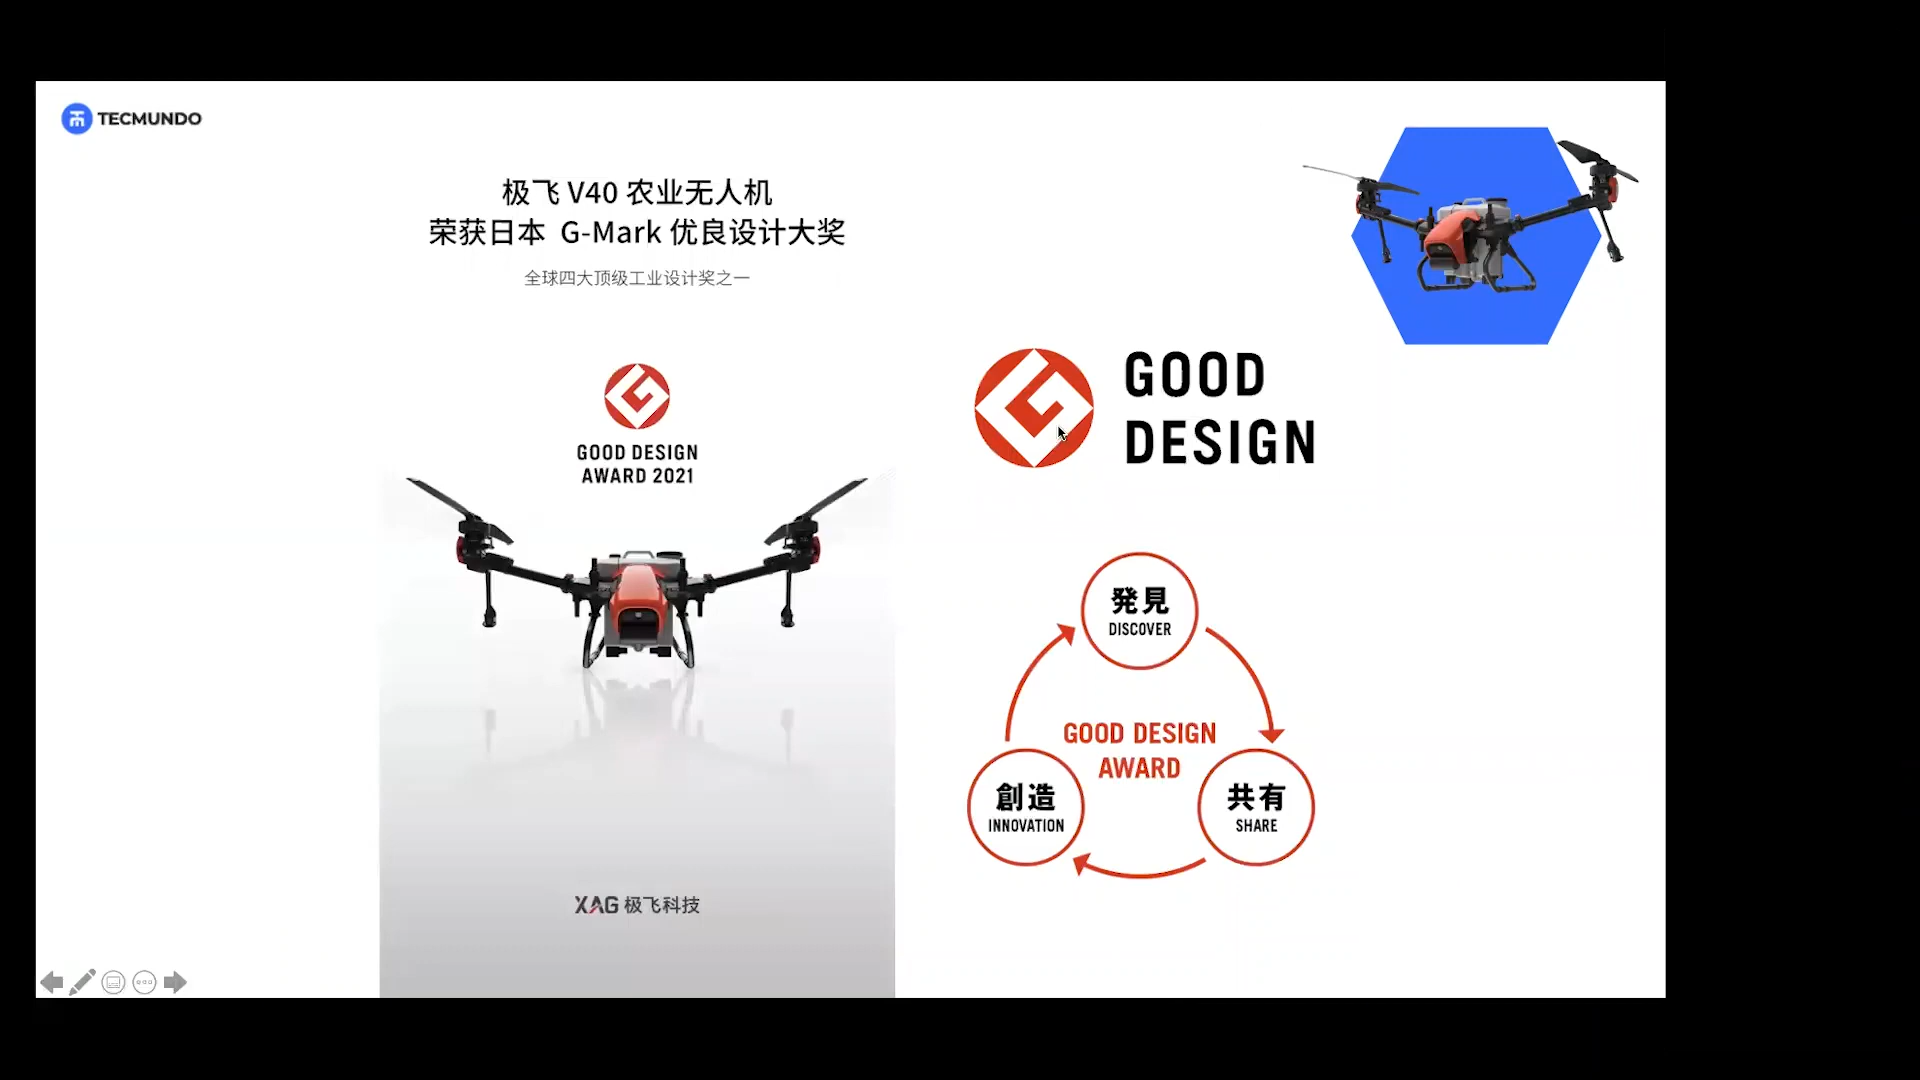 TECMUNDO
极飞 V40 农业无人机
荣获日本 G-Mark 优良设计大奖
全球四大顶级工业设计奖之一
GOOD DESIGN
AWARD 2021
XAG 极飞科技
GOOD
DESIGN
発見
DISCOVER
GOOD DESIGN
AWARD
創造
INNOVATION
共有
SHARE